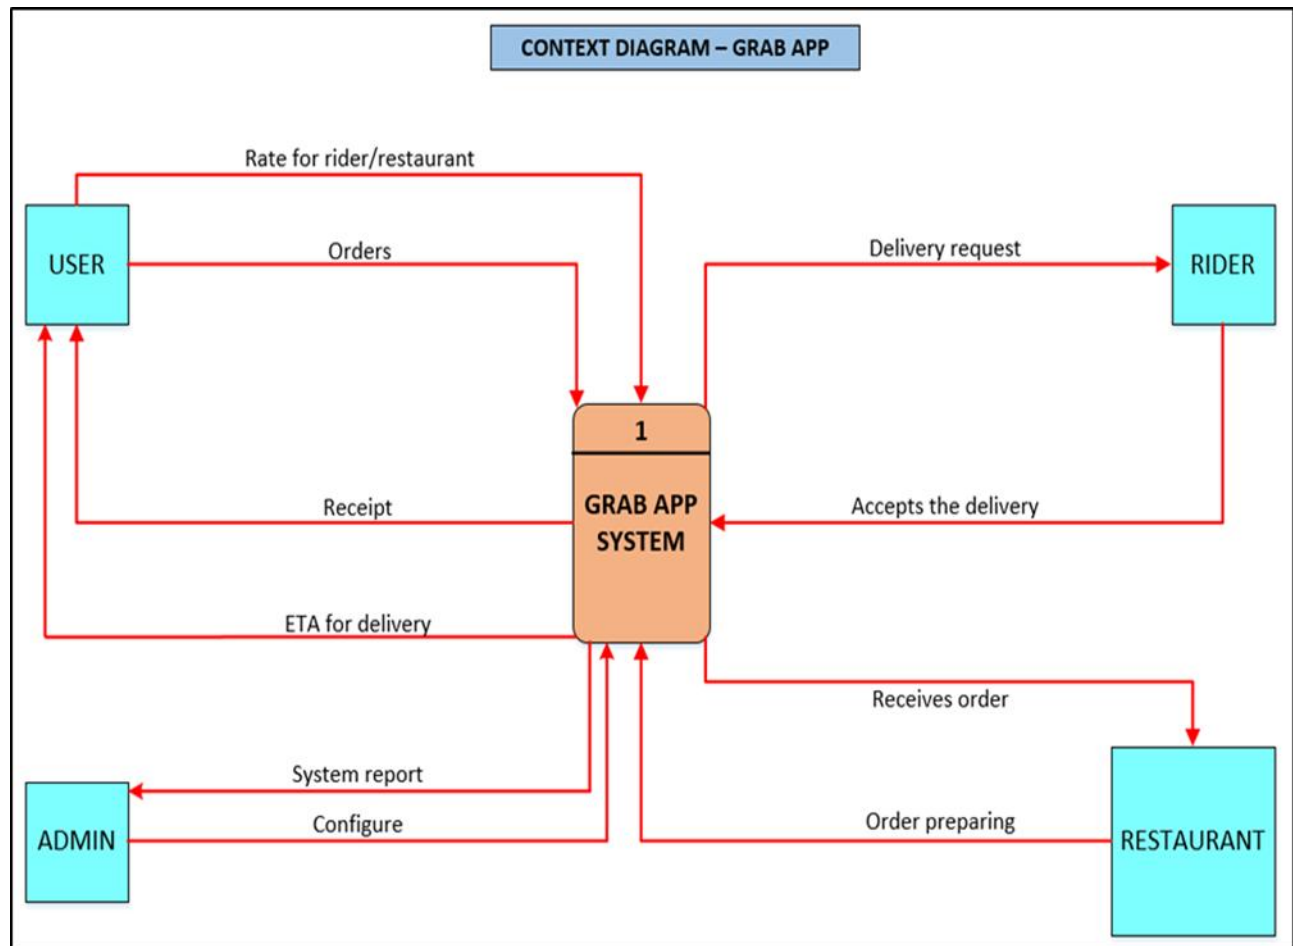 CONTEXT DIAGRAM – GRAB APP
Rate for rider/restaurant
USER
Orders
Delivery request
RIDER
1
GRAB APP
SYSTEM
Receipt
Accepts the delivery
ETA for delivery
Receives order
System report
Configure
ADMIN
Order preparing
RESTAURANT